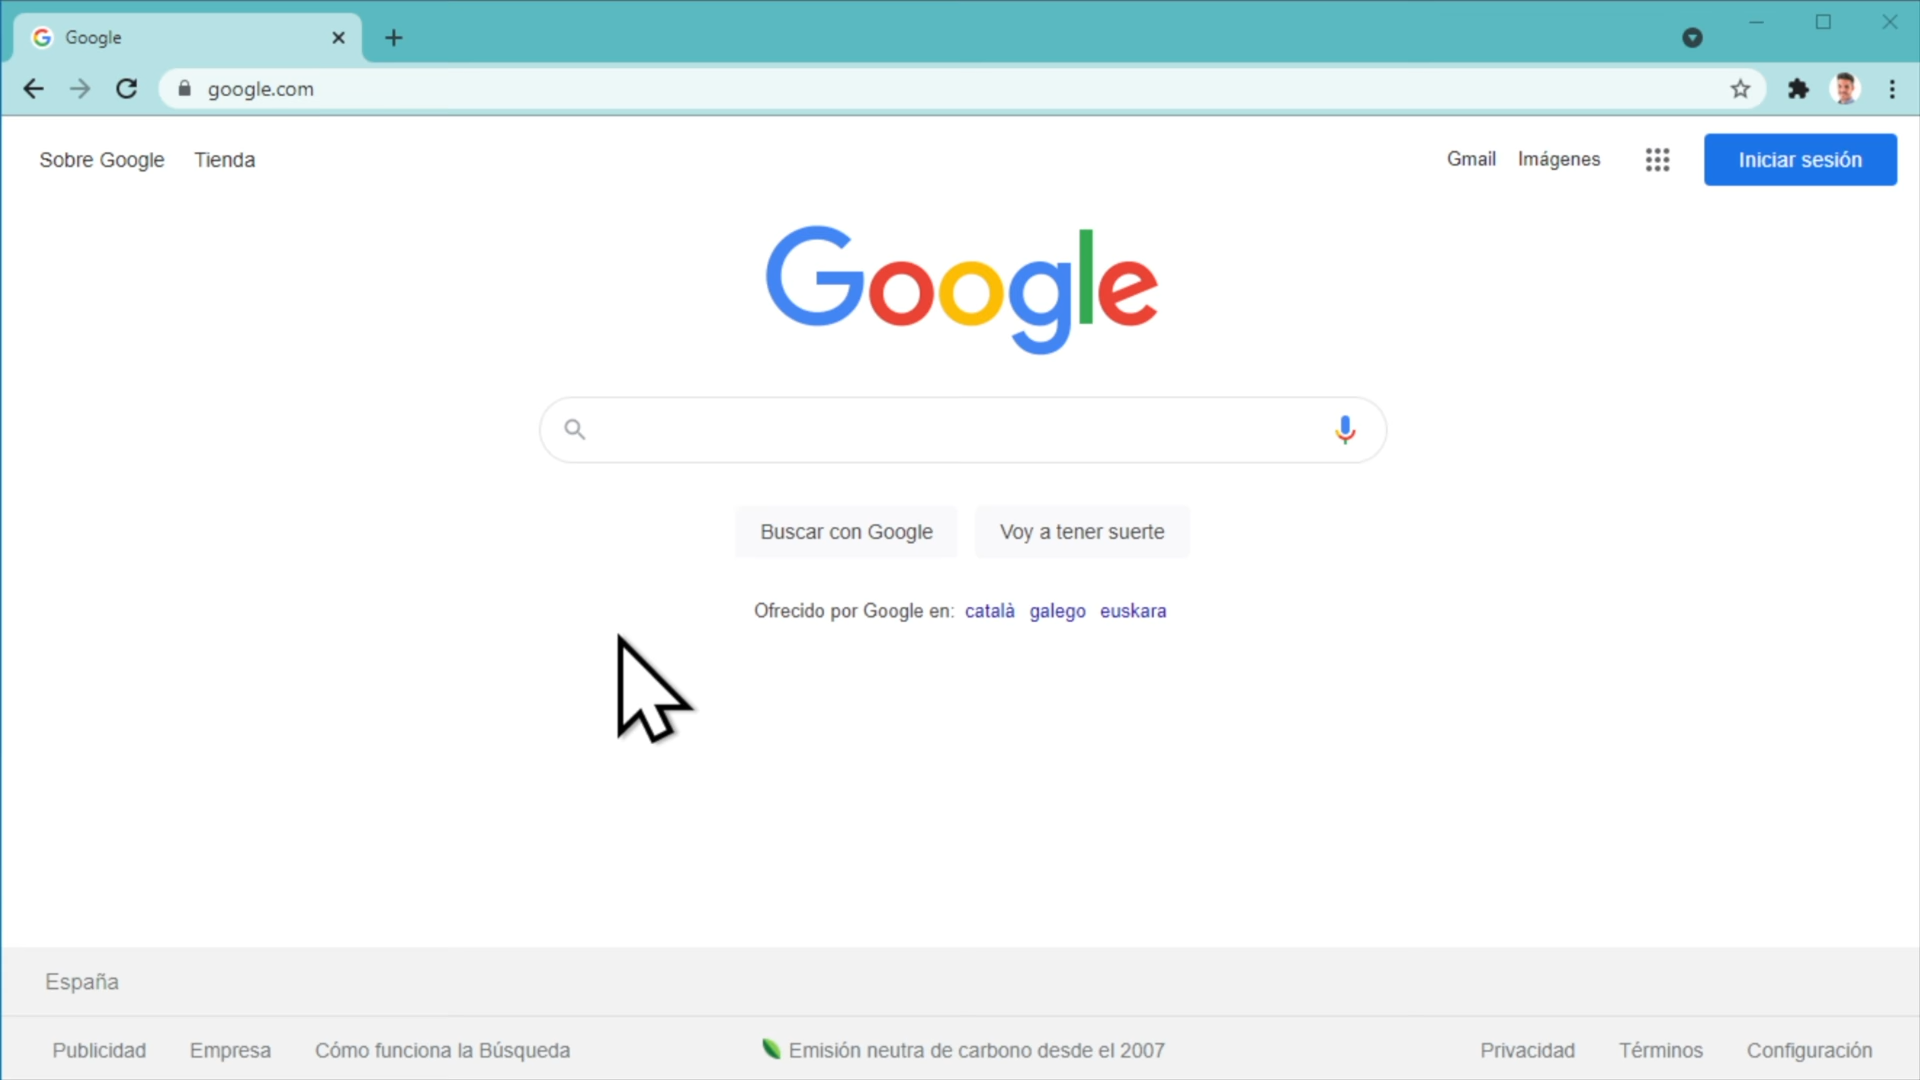 Google
google.com
Sobre Google Tienda
Gmail Imágenes Iniciar sesión
Google
Buscar con Google Voy a tener suerte
Ofrecido por Google en: català galego euskara
España
Publicidad Empresa Cómo funciona la Búsqueda Emisión neutra de carbono desde el 2007 Privacidad Términos Configuración